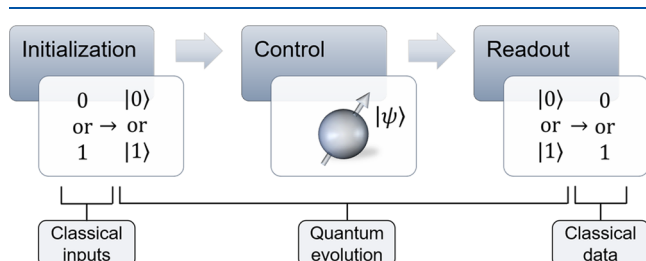 Initialization
Control
Readout
0 |0⟩
or → or
1 |1⟩
|ψ⟩
|0⟩ 0
or → or
|1⟩ 1
Classical
inputs
Quantum
evolution
Classical
data